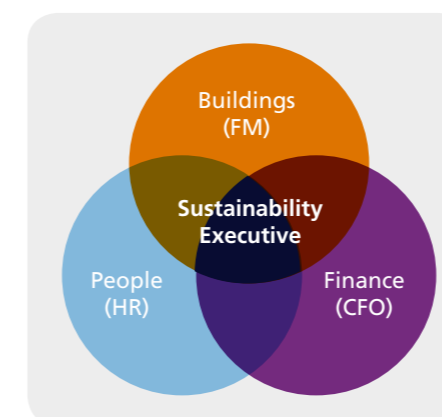 Buildings
(FM)
Sustainability
Executive
People
(HR)
Finance
(CFO)